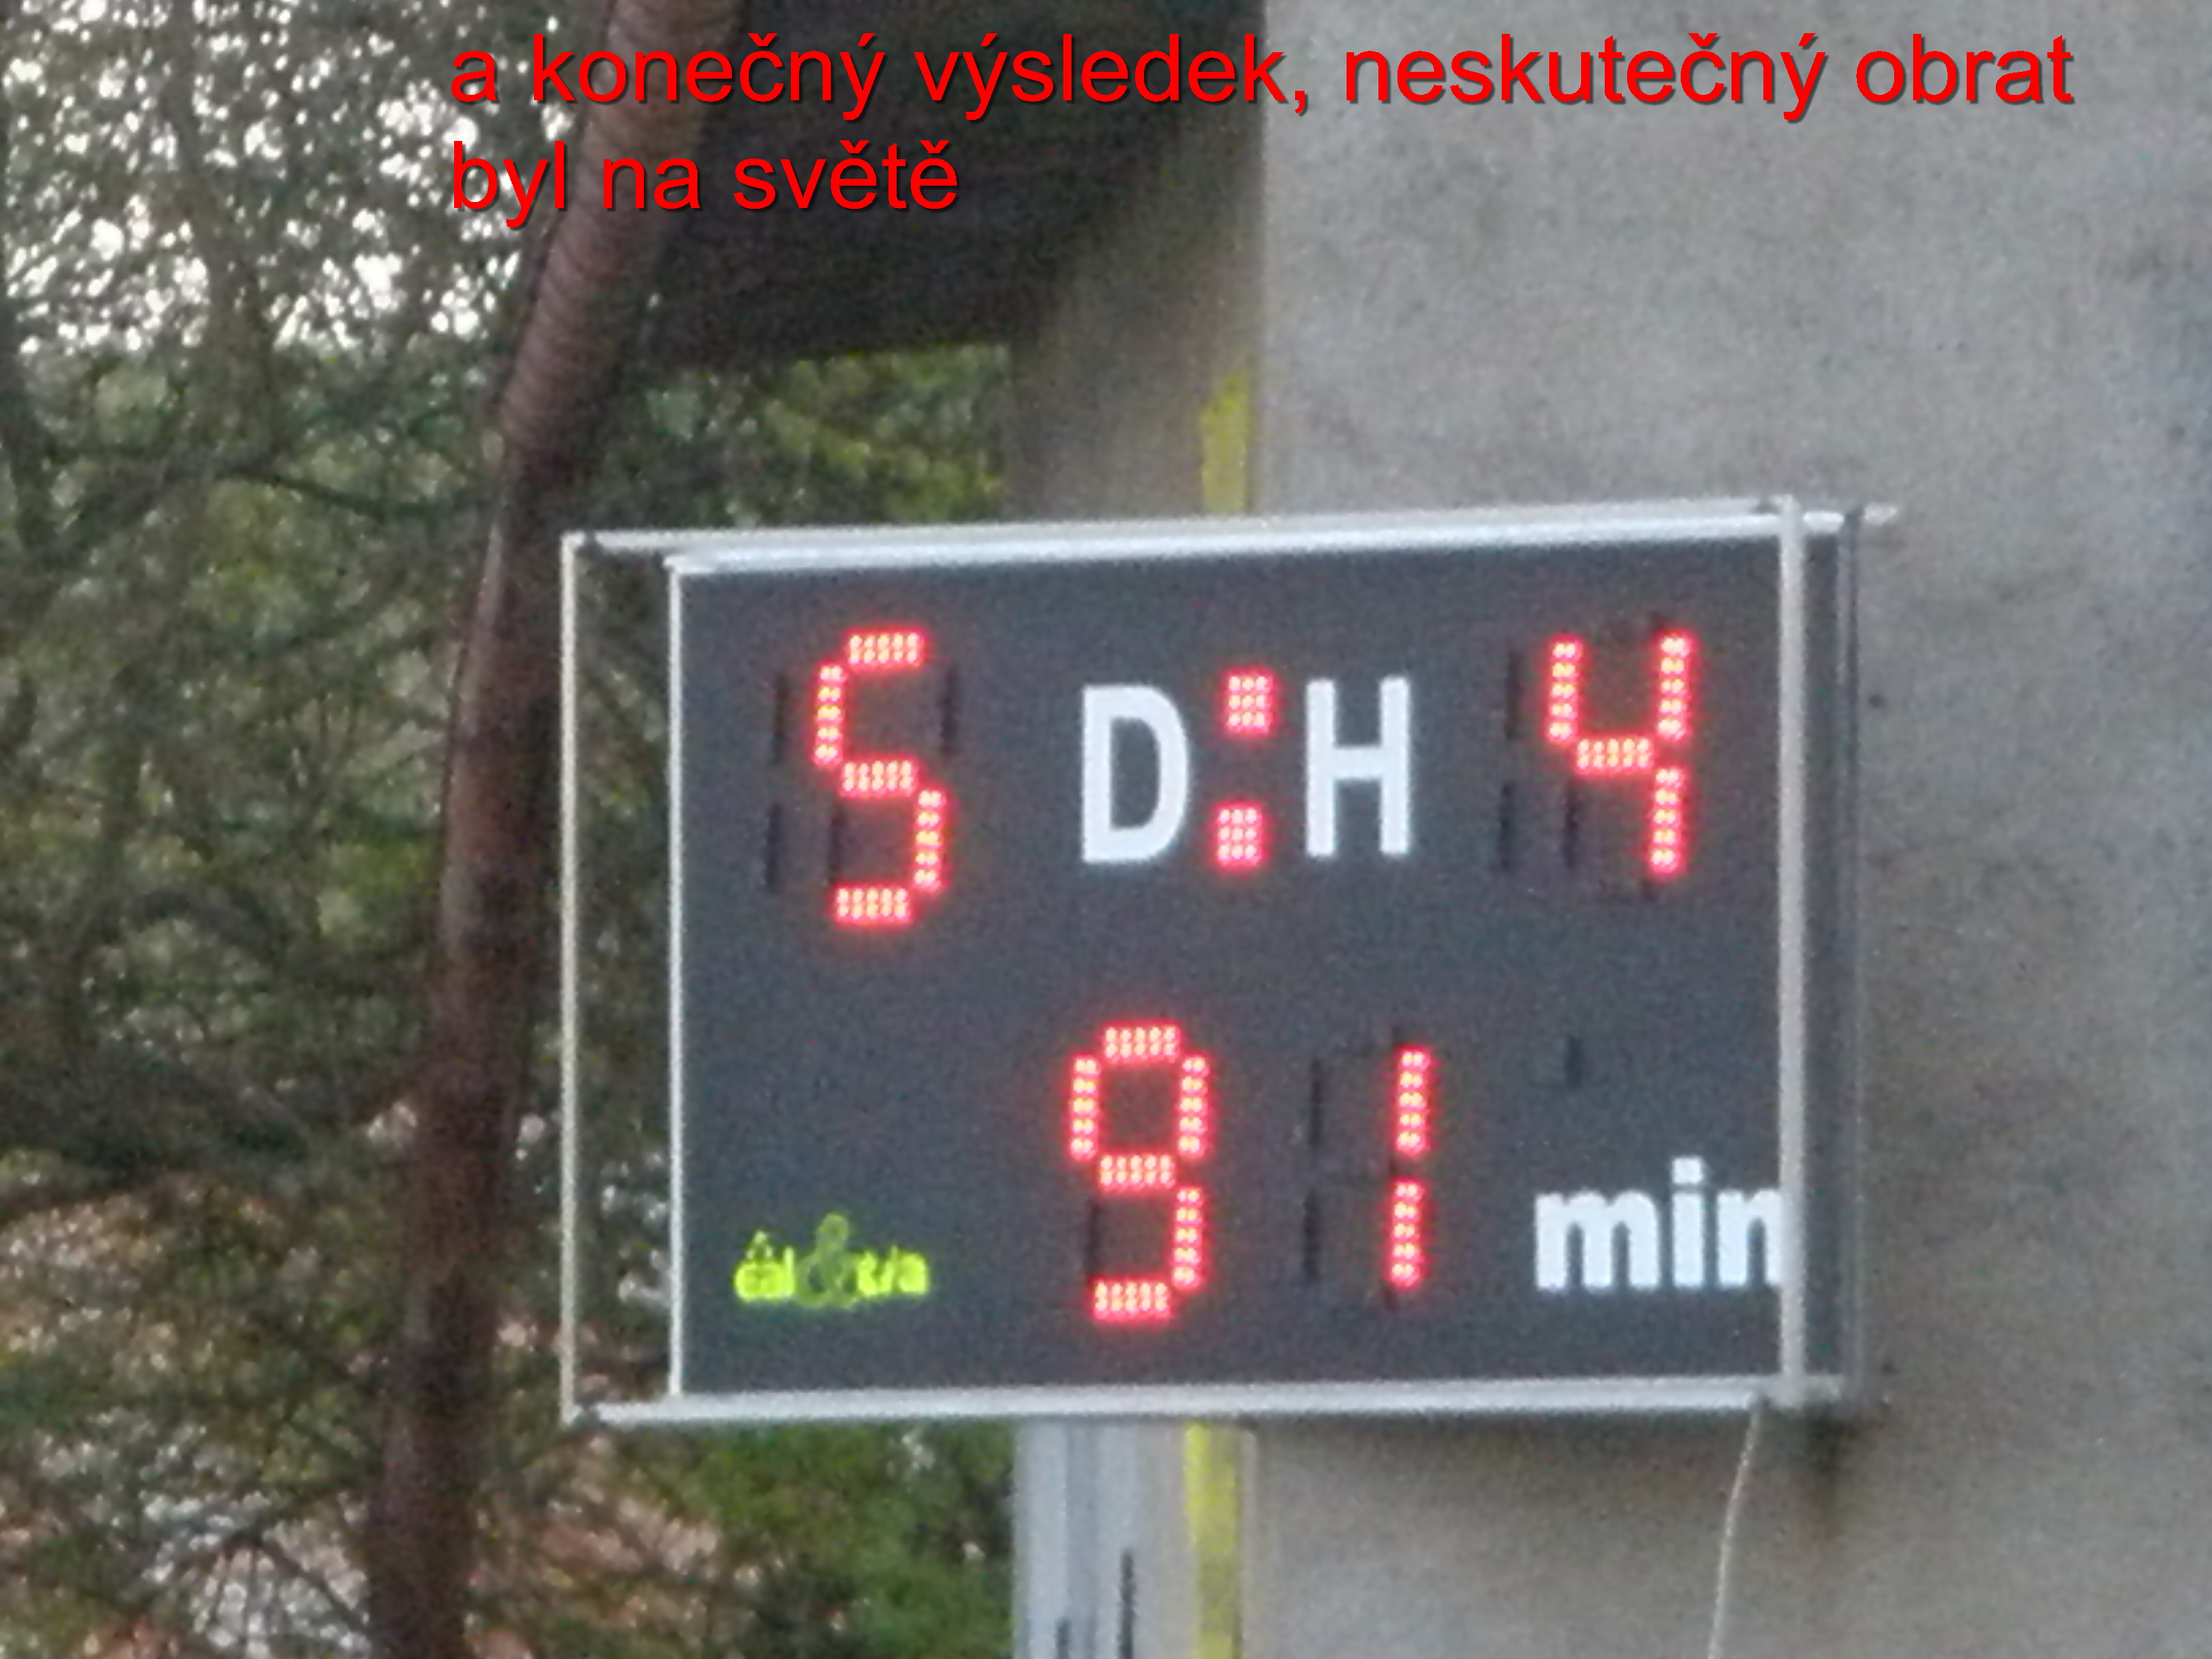 a konečný výsledek, neskutečný obrat
byl na světě
5 D:H 4
91 min